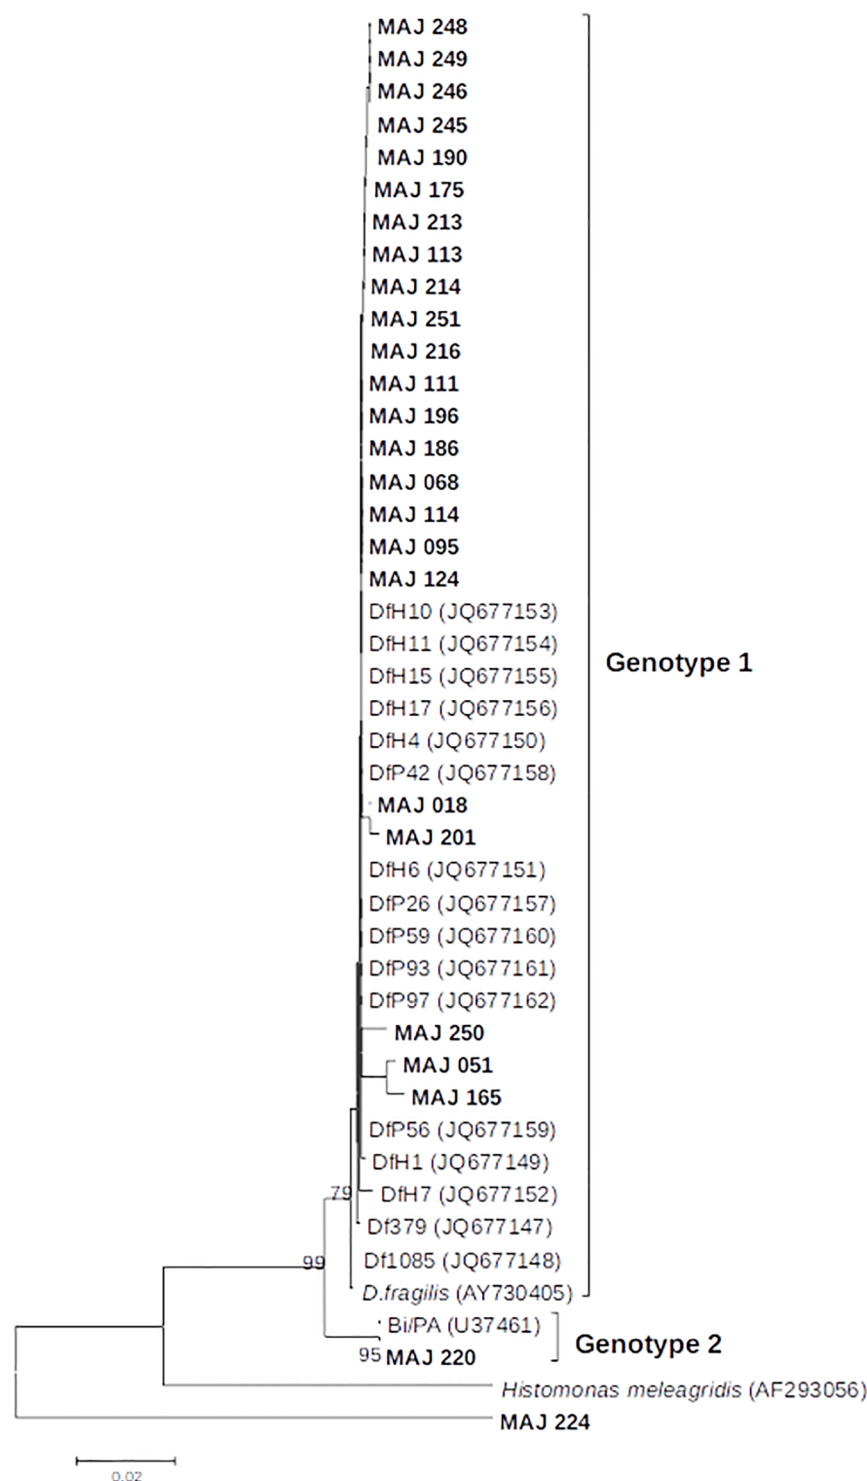 MAJ 248
MAJ 249
MAJ 246
MAJ 245
MAJ 190
MAJ 175
MAJ 213
MAJ 113
MAJ 214
MAJ 251
MAJ 216
MAJ 111
MAJ 196
MAJ 186
MAJ 068
MAJ 114
MAJ 095
MAJ 124
DfH10 (JQ677153)
DfH11 (JQ677154)
DfH15 (JQ677155)
Genotype 1
DfH17 (JQ677156)
DfH4 (JQ677150)
DfP42 (JQ677158)
MAJ 018
MAJ 201
DfH6 (JQ677151)
DfP26 (JQ677157)
DfP59 (JQ677160)
DfP93 (JQ677161)
DfP97 (JQ677162)
MAJ 250
MAJ 051
MAJ 165
DfP56 (JQ677159)
DfH1 (JQ677149)
79
DfH7 (JQ677152)
Df379 (JQ677147)
99
Df1085 (JQ677148)
D.fragilis (AY730405)
Bi/PA (U37461)
Genotype 2
95 MAJ 220
Histomonas meleagridis (AF293056)
MAJ 224
0.02